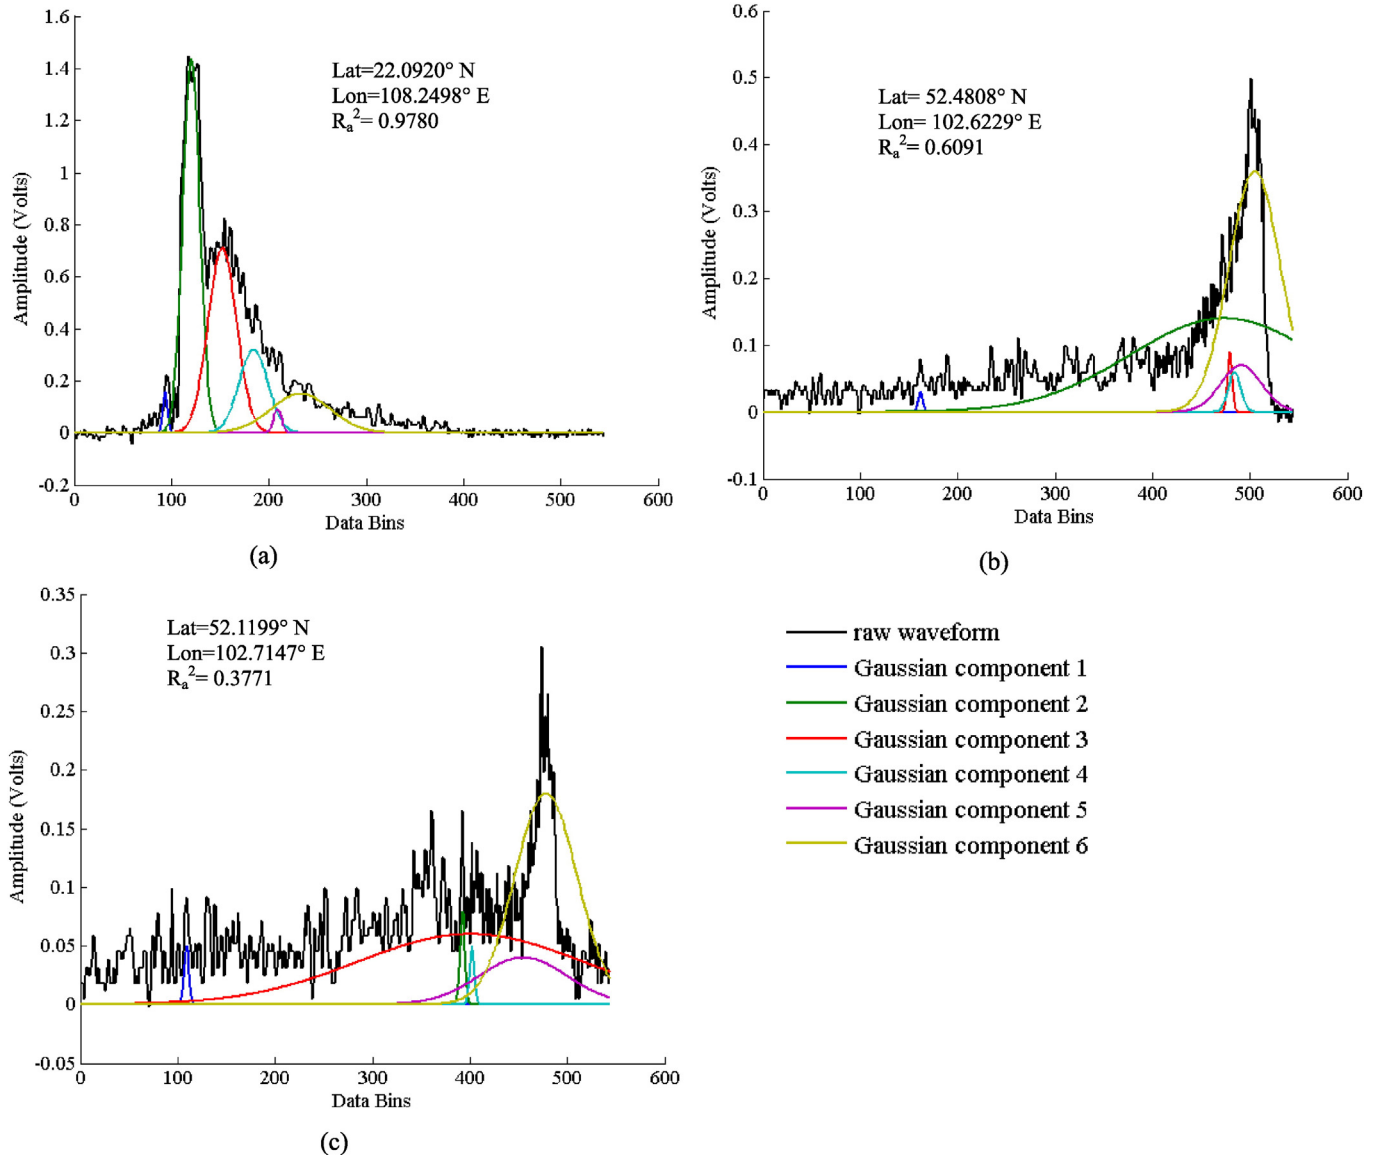 1.6
1.4
1.2
1
0.8
0.6
0.4
0.2
0
-0.2
Amplitude (Volts)
Lat=22.0920° N
Lon=108.2498° E
Ra²= 0.9780
0 100 200 300 400 500 600
Data Bins
(a)
0.6
0.5
0.4
0.3
0.2
0.1
0
-0.1
Amplitude (Volts)
Lat= 52.4808° N
Lon= 102.6229° E
Ra²= 0.6091
0 100 200 300 400 500 600
Data Bins
(b)
0.35
0.3
0.25
0.2
0.15
0.1
0.05
0
-0.05
Amplitude (Volts)
Lat=52.1199° N
Lon=102.7147° E
Ra²= 0.3771
0 100 200 300 400 500 600
Data Bins
(c)
raw waveform
Gaussian component 1
Gaussian component 2
Gaussian component 3
Gaussian component 4
Gaussian component 5
Gaussian component 6